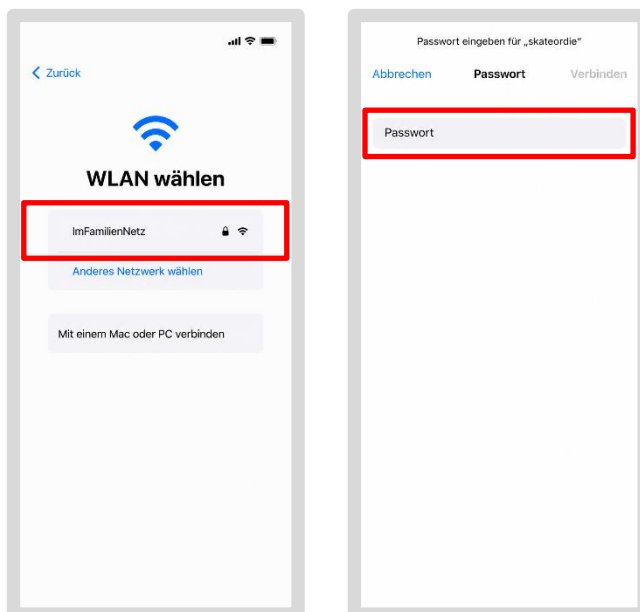 Zurück
WLAN wählen
ImFamilienNetz
Anderes Netzwerk wählen
Mit einem Mac oder PC verbinden
Passwort eingeben für „skateordie“
Abbrechen Passwort Verbinden
Passwort